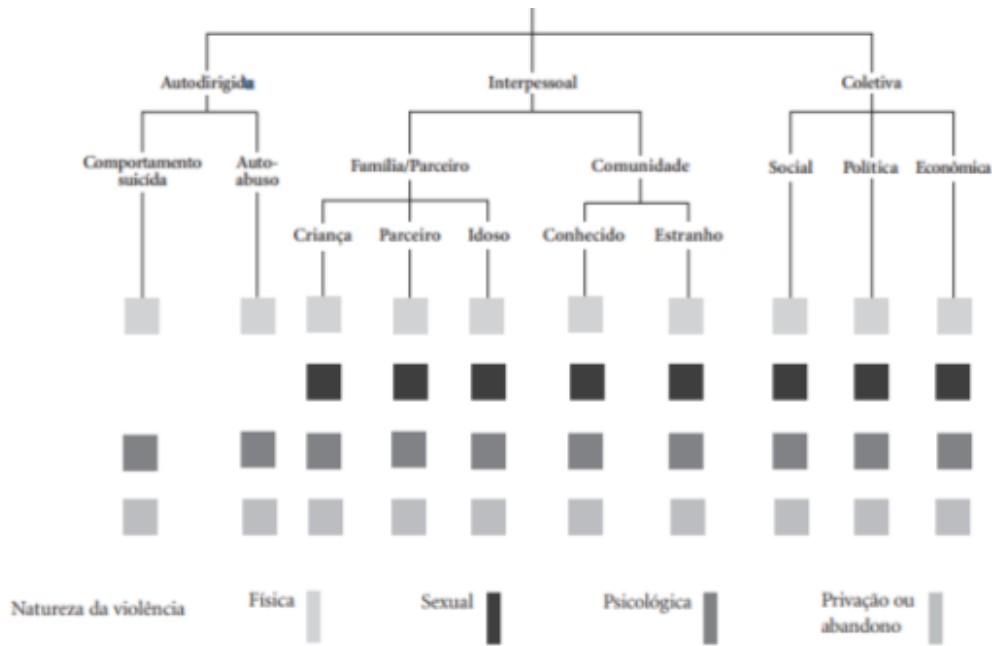 Autodirigida
Interpessoal
Coletiva
Comportamento
suicída
Auto-
abuso
Família/Parceiro
Comunidade
Social
Política
Econômica
Criança
Parceiro
Idoso
Conhecido
Estranho
Natureza da violência
Física
Sexual
Psicológica
Privação ou
abandono